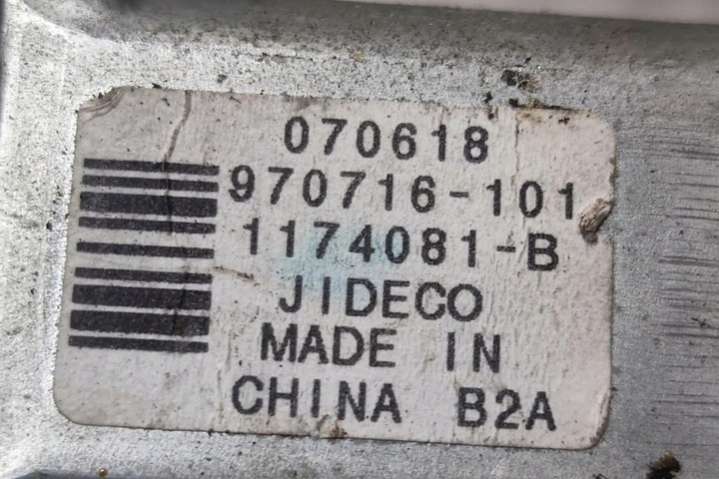 070618
970716-101
1174081-B
JIDECO
MADE IN
CHINA B2A